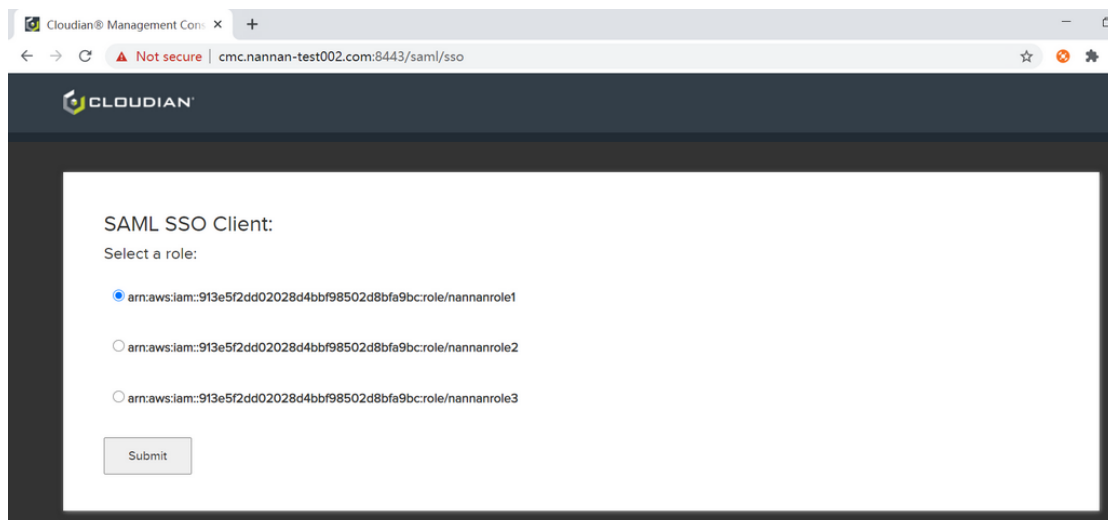 Cloudian® Management Cons
Not secure | cmc.nannan-test002.com:8443/saml/sso
CLOUDIAN
SAML SSO Client:
Select a role:
arn:aws:iam::913e5f2dd02028d4bbf98502d8bfa9bc:role/nannanrole1
arn:aws:iam::913e5f2dd02028d4bbf98502d8bfa9bc:role/nannanrole2
arn:aws:iam::913e5f2dd02028d4bbf98502d8bfa9bc:role/nannanrole3
Submit